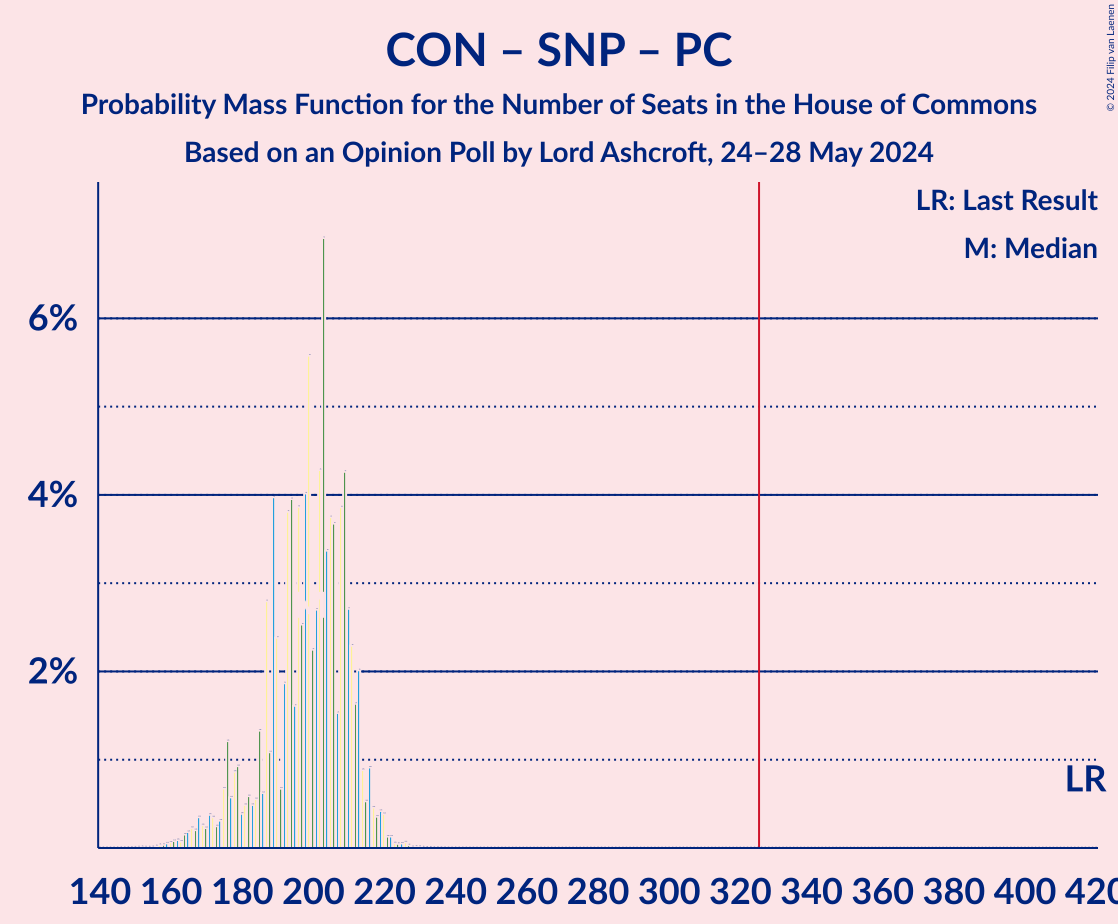 CON – SNP – PC
Probability Mass Function for the Number of Seats in the House of Commons
Based on an Opinion Poll by Lord Ashcroft, 24–28 May 2024
© 2024 Filip van Laenen
LR: Last Result
M: Median
6%
4%
2%
LR
140 160 180 200 220 240 260 280 300 320 340 360 380 400 420